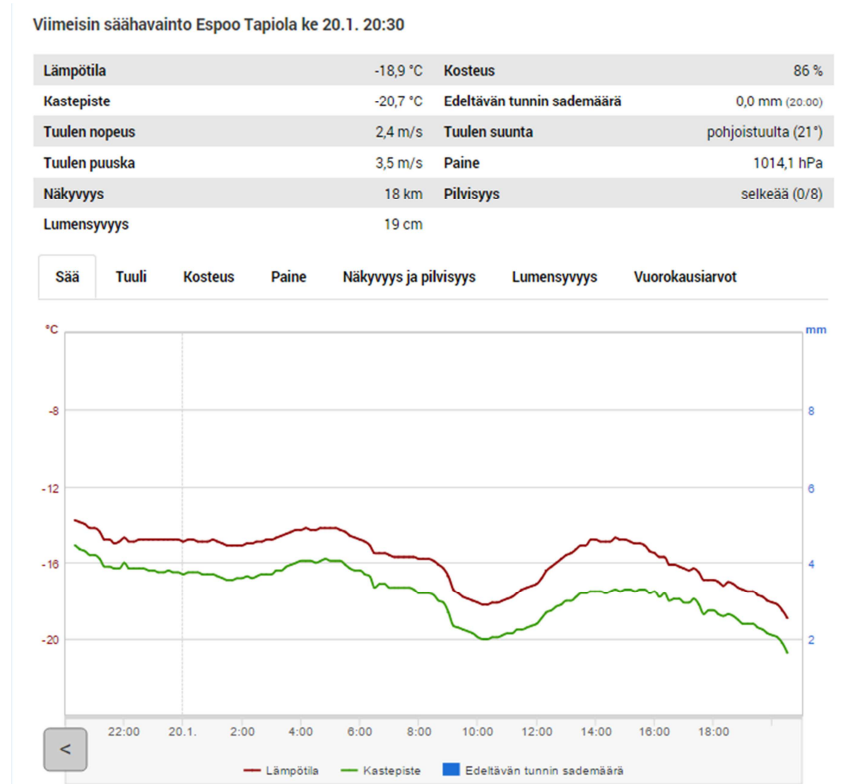 Viimeisin säähavainto Espoo Tapiola ke 20.1. 20:30
Lämpötila -18,9 °C Kosteus 86 %
Kastepiste -20,7 °C Edeltävän tunnin sademäärä 0,0 mm (20.00)
Tuulen nopeus 2,4 m/s Tuulen suunta pohjoistuulta (21°)
Tuulen puuska 3,5 m/s Paine 1014,1 hPa
Näkyvyys 18 km Pilvisyys selkeää (0/8)
Lumensyvyys 19 cm
Sää Tuuli Kosteus Paine Näkyvyys ja pilvisyys Lumensyvyys Vuorokausiarvot
°C mm
-8 8
-12 6
-16 4
-20 2
22:00 20.1. 2:00 4:00 6:00 8:00 10:00 12:00 14:00 16:00 18:00
<
Lämpötila Kastepiste Edeltävän tunnin sademäärä